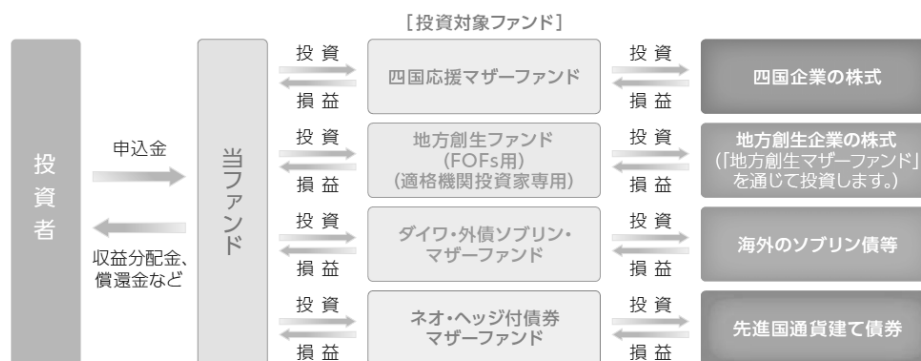 [投資対象ファンド]
投資者
申込金
収益分配金、
償還金など
当ファンド
投資
損益
四国応援マザーファンド
投資
損益
四国企業の株式
投資
損益
地方創生ファンド
(FOFs用)
(適格機関投資家専用)
投資
損益
地方創生企業の株式
(「地方創生マザーファンド」
を通じて投資します。)
投資
損益
ダイワ・外債ソブリン・
マザーファンド
投資
損益
海外のソブリン債等
投資
損益
ネオ・ヘッジ付債券
マザーファンド
投資
損益
先進国通貨建て債券